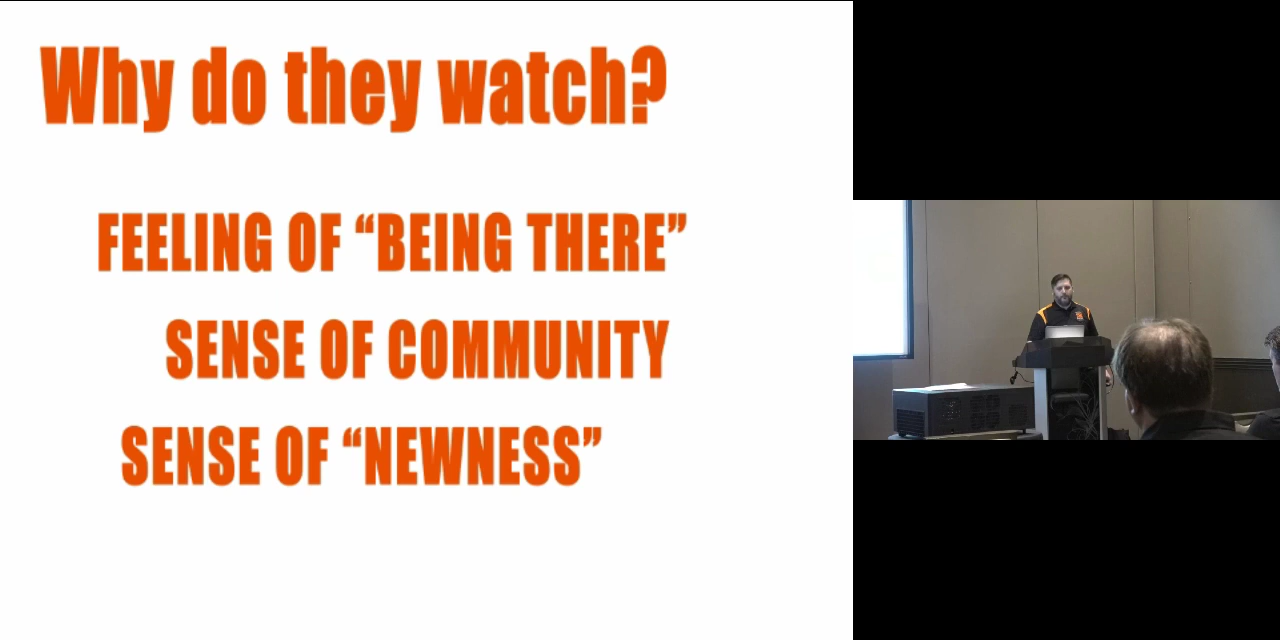 Why do they watch?
FEELING OF “BEING THERE”
SENSE OF COMMUNITY
SENSE OF “NEWNESS”